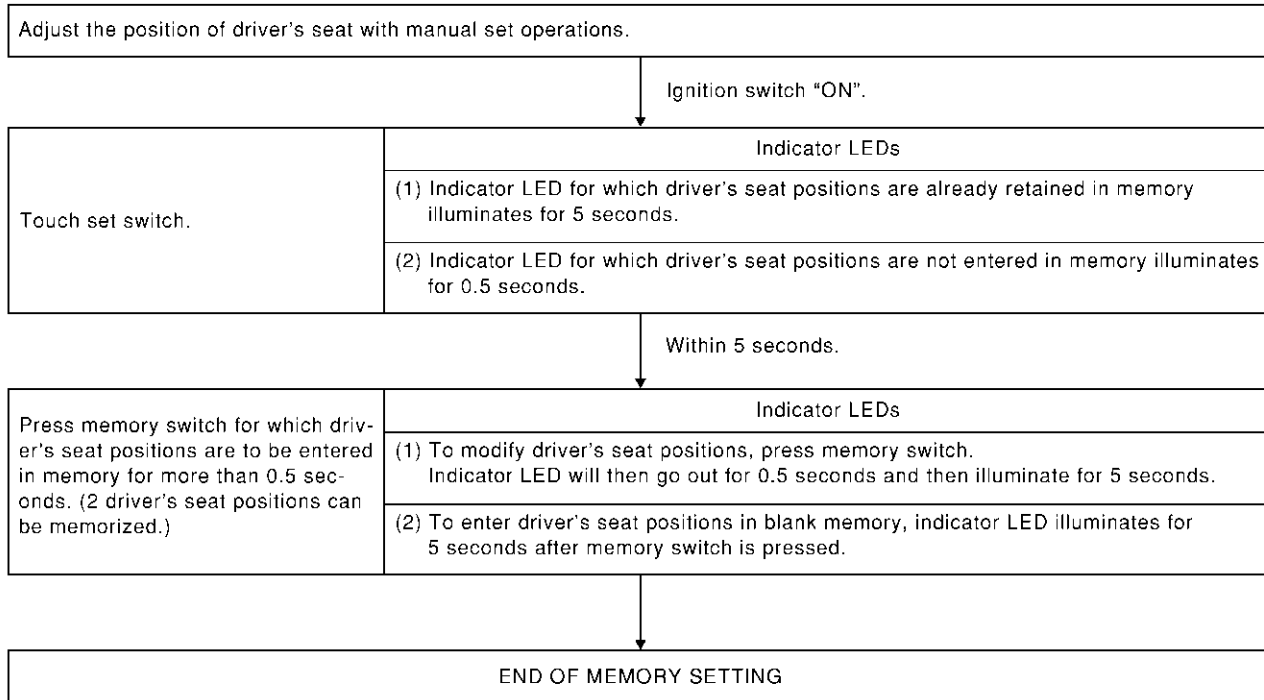 Adjust the position of driver's seat with manual set operations.
Ignition switch “ON”.
Touch set switch.
Indicator LEDs
(1) Indicator LED for which driver's seat positions are already retained in memory
illuminates for 5 seconds.
(2) Indicator LED for which driver's seat positions are not entered in memory illuminates
for 0.5 seconds.
Within 5 seconds.
Press memory switch for which driv-
er's seat positions are to be entered
in memory for more than 0.5 sec-
onds. (2 driver's seat positions can
be memorized.)
Indicator LEDs
(1) To modify driver's seat positions, press memory switch.
Indicator LED will then go out for 0.5 seconds and then illuminate for 5 seconds.
(2) To enter driver's seat positions in blank memory, indicator LED illuminates for
5 seconds after memory switch is pressed.
END OF MEMORY SETTING